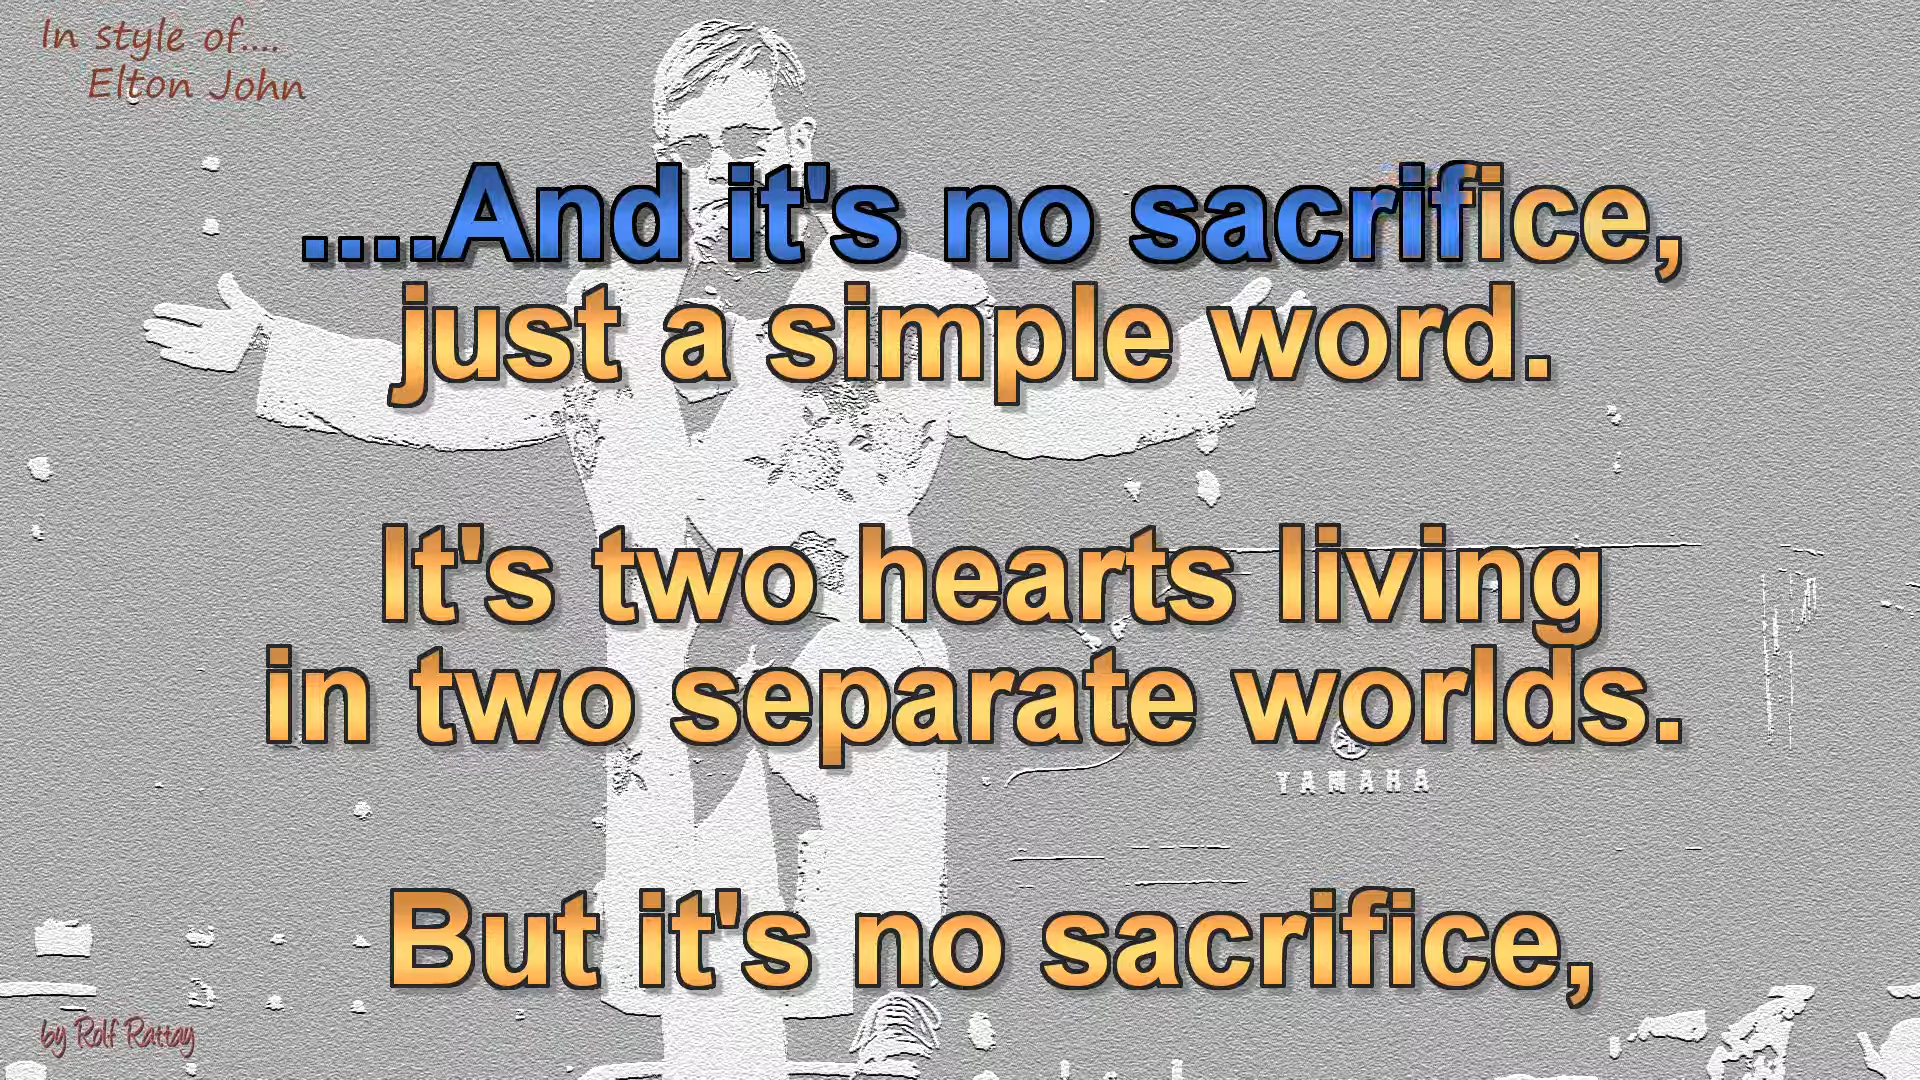 In style of....
Elton John
....And it's no sacrifice,
just a simple word.
It's two hearts living
in two separate worlds.
YAMAHA
But it's no sacrifice,
by Rolf Rattay